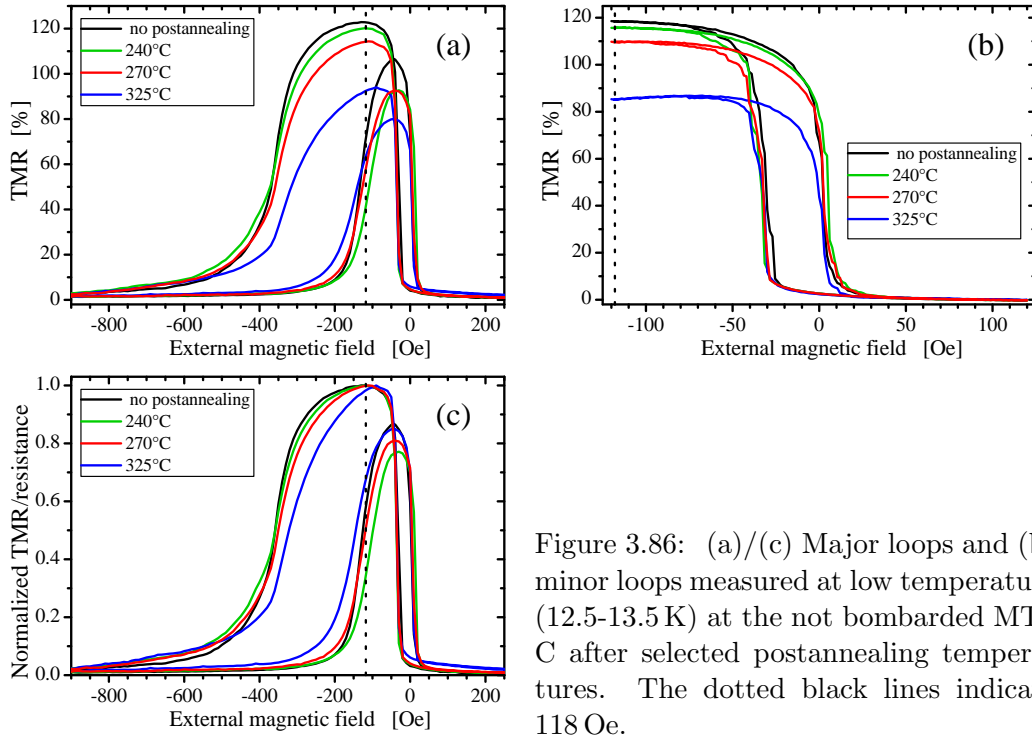 TMR [%]
120
100
80
60
40
20
0
no postannealing
240°C
270°C
325°C
(a)
-800
-600
-400
-200
0
200
External magnetic field [Oe]
TMR [%]
120
100
80
60
40
20
0
(b)
no postannealing
240°C
270°C
325°C
-100
-50
0
50
100
External magnetic field [Oe]
Normalized TMR/resistance
1.0
0.8
0.6
0.4
0.2
0.0
no postannealing
240°C
270°C
325°C
(c)
-800
-600
-400
-200
0
200
External magnetic field [Oe]
Figure 3.86: (a)/(c) Major loops and (b
minor loops measured at low temperatu
(12.5-13.5 K) at the not bombarded MT
C after selected postannealing temper
tures. The dotted black lines indica
118 Oe.